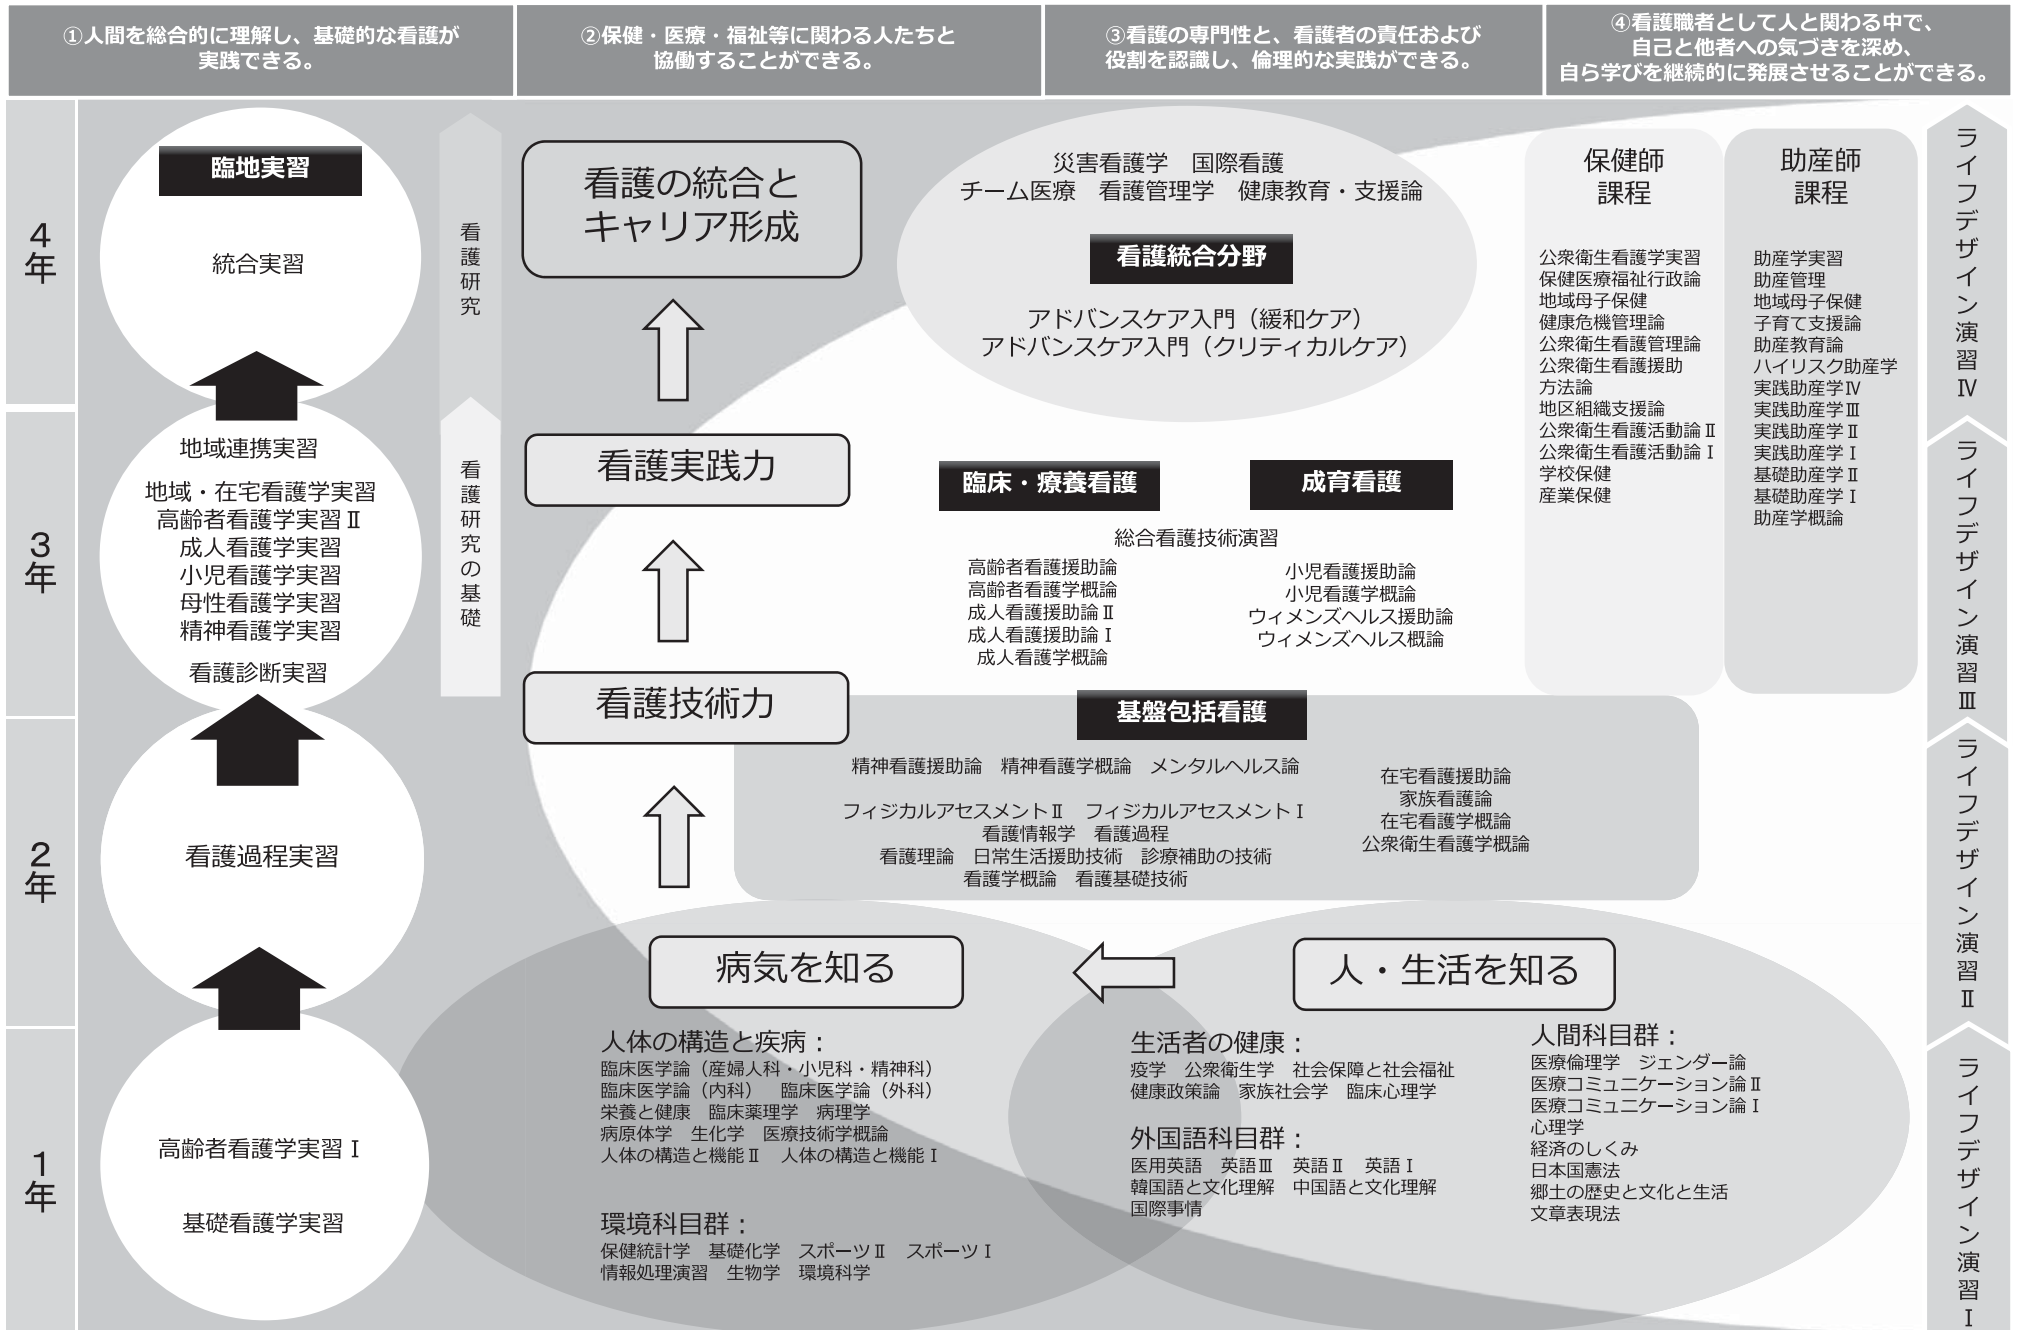 ①人間を総合的に理解し、基礎的な看護が
実践できる。
②保健・医療・福祉等に関わる人たちと
協働することができる。
③看護の専門性と、看護者の責任および
役割を認識し、倫理的な実践ができる。
④看護職者として人と関わる中で、
自己と他者への気づきを深め、
自ら学びを継続的に発展させることができる。
4年
3年
2年
1年
臨地実習
統合実習
地域連携実習
地域・在宅看護学実習
高齢者看護学実習Ⅱ
成人看護学実習
小児看護学実習
母性看護学実習
精神看護学実習
看護診断実習
看護過程実習
高齢者看護学実習Ⅰ
基礎看護学実習
看護研究
看護研究の基礎
看護の統合と
キャリア形成
看護実践力
看護技術力
災害看護学　国際看護
チーム医療　看護管理学　健康教育・支援論
看護統合分野
アドバンスケア入門（緩和ケア）
アドバンスケア入門（クリティカルケア）
臨床・療養看護
成育看護
総合看護技術演習
高齢者看護援助論
高齢者看護学概論
成人看護援助論Ⅱ
成人看護援助論Ⅰ
成人看護学概論
小児看護援助論
小児看護学概論
ウィメンズヘルス援助論
ウィメンズヘルス概論
保健師
課程
公衆衛生看護学実習
保健医療福祉行政論
地域母子保健
健康危機管理論
公衆衛生看護管理論
公衆衛生看護援助
方法論
地区組織支援論
公衆衛生看護活動論Ⅱ
公衆衛生看護活動論Ⅰ
学校保健
産業保健
助産師
課程
助産学実習
助産管理
地域母子保健
子育て支援論
助産教育論
ハイリスク助産学
実践助産学Ⅳ
実践助産学Ⅲ
実践助産学Ⅱ
実践助産学Ⅰ
基礎助産学Ⅱ
基礎助産学Ⅰ
助産学概論
基盤包括看護
精神看護援助論　精神看護学概論　メンタルヘルス論
フィジカルアセスメントⅡ　フィジカルアセスメントⅠ
看護情報学　看護過程
看護理論　日常生活援助技術　診療補助の技術
看護学概論　看護基礎技術
在宅看護援助論
家族看護論
在宅看護学概論
公衆衛生看護学概論
病気を知る
人・生活を知る
人体の構造と疾病：
臨床医学論（産婦人科・小児科・精神科）
臨床医学論（内科）　臨床医学論（外科）
栄養と健康　臨床薬理学　病理学
病原体学　生化学　医療技術学概論
人体の構造と機能Ⅱ　人体の構造と機能Ⅰ
環境科目群：
保健統計学　基礎化学　スポーツⅡ　スポーツⅠ
情報処理演習　生物学　環境科学
生活者の健康：
疫学　公衆衛生学　社会保障と社会福祉
健康政策論　家族社会学　臨床心理学
外国語科目群：
医用英語　英語Ⅲ　英語Ⅱ　英語Ⅰ
韓国語と文化理解　中国語と文化理解
国際事情
人間科目群：
医療倫理学　ジェンダー論
医療コミュニケーション論Ⅱ
医療コミュニケーション論Ⅰ
心理学
経済のしくみ
日本国憲法
郷土の歴史と文化と生活
文章表現法
ライフデザイン演習Ⅳ
ライフデザイン演習Ⅲ
ライフデザイン演習Ⅱ
ライフデザイン演習Ⅰ